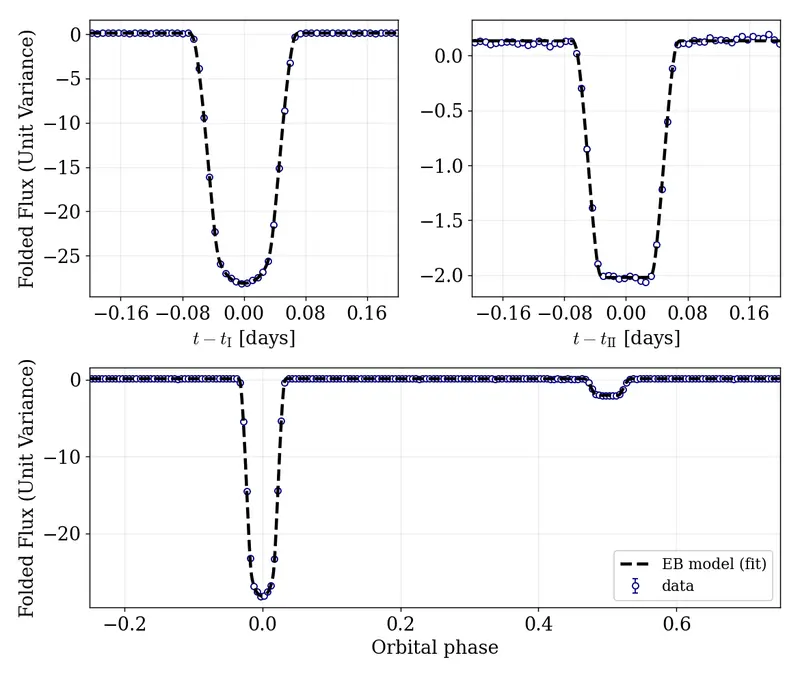 Folded Flux (Unit Variance)
0
−5
−10
−15
−20
−25
−0.16 −0.08 0.00 0.08 0.16
t − tI [days]
0.0
−0.5
−1.0
−1.5
−2.0
−0.16 −0.08 0.00 0.08 0.16
t − tII [days]
Folded Flux (Unit Variance)
0
−10
−20
EB model (fit)
data
−0.2 0.0 0.2 0.4 0.6
Orbital phase